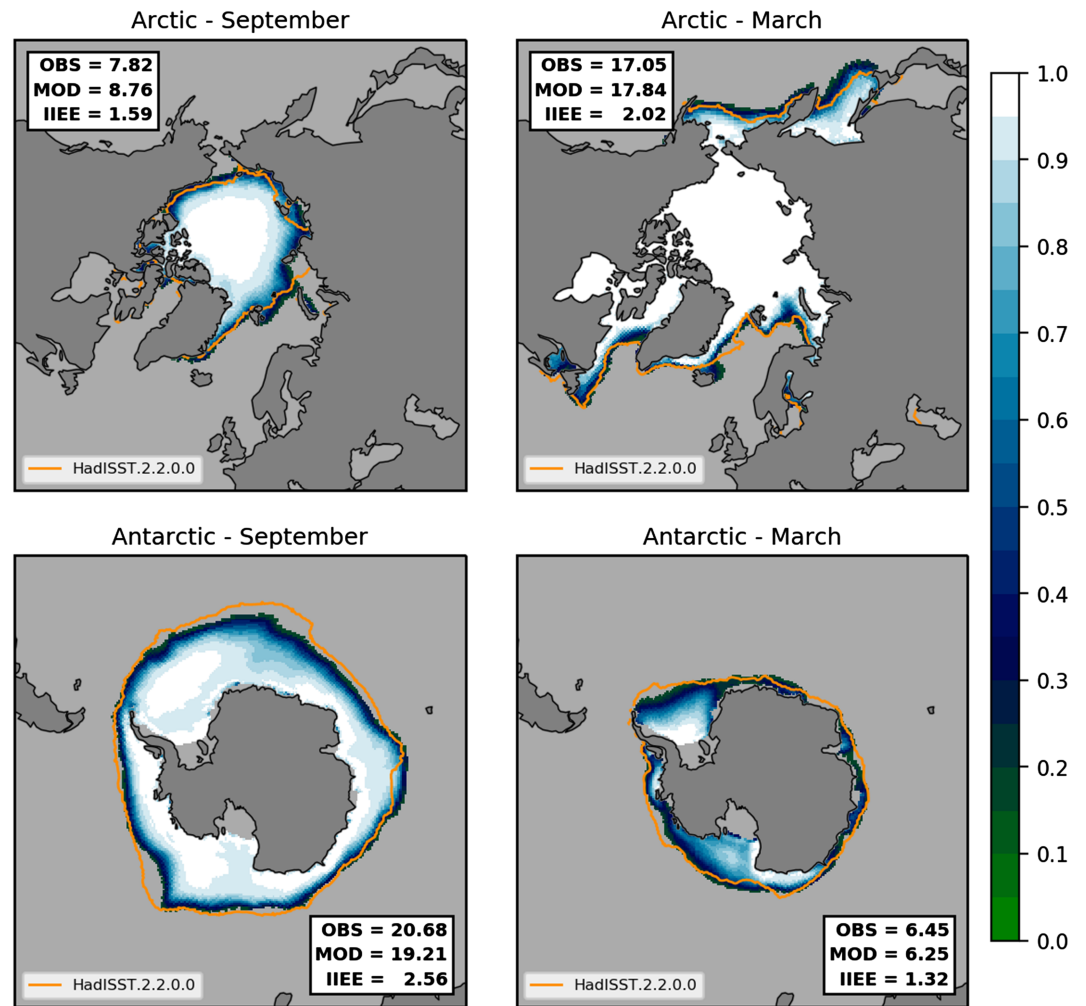 Arctic - September
OBS = 7.82
MOD = 8.76
IIEE = 1.59
HadISST.2.2.0.0
Arctic - March
OBS = 17.05
MOD = 17.84
IIEE = 2.02
HadISST.2.2.0.0
1.0
0.9
0.8
0.7
0.6
0.5
0.4
0.3
0.2
0.1
0.0
Antarctic - September
OBS = 20.68
MOD = 19.21
IIEE = 2.56
HadISST.2.2.0.0
Antarctic - March
OBS = 6.45
MOD = 6.25
IIEE = 1.32
HadISST.2.2.0.0